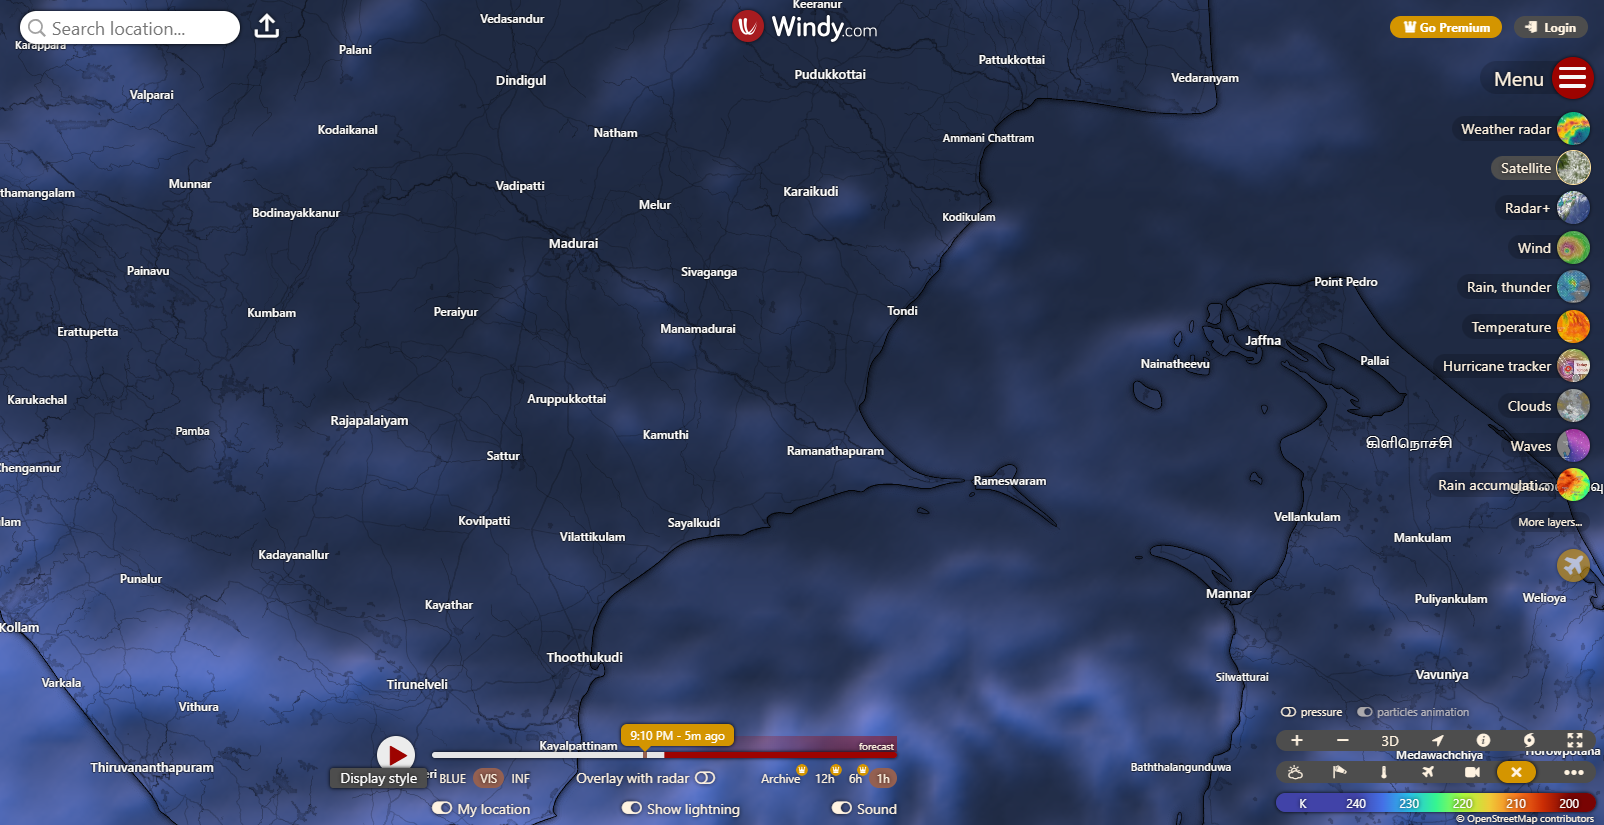 Search location...
Windy.com
Go Premium
Login
Menu
Weather radar
Satellite
Radar+
Wind
Rain, thunder
Temperature
Hurricane tracker
Clouds
Waves
More layers...
Keeranur
Vedasandur
Karappara
Palani
Pattukkottai
Dindigul
Pudukkottai
Vedaranyam
Valparai
Kodaikanal
Natham
Ammani Chattram
Munnar
Vadipatti
Karaikudi
thamangalam
Bodinayakkanur
Melur
Kodikulam
Madurai
Painavu
Sivaganga
Point Pedro
Kumbam
Peraiyur
Tondi
Erattupetta
Manamadurai
Jaffna
Nainatheevu
Pallai
Karukachal
Aruppukkottai
Pamba
Rajapalaiyam
Kamuthi
கிளிநொச்சி
Sattur
Ramanathapuram
Chengannur
Rameswaram
Rain accumulati...
lam
Kovilpatti
Sayalkudi
Vellankulam
Vilattikulam
Mankulam
Kadayanallur
Punalur
Mannar
Puliyankulam
Welioya
Kayathar
Kollam
Thoothukudi
Varkala
Tirunelveli
Silwatturai
Vavuniya
Vithura
pressure
particles animation
9:10 PM - 5m ago
Kayalpattinam
forecast
3D
Medawachchiya
Horowpotana
Thiruvananthapuram
Baththalangunduwa
Display style
eri
BLUE
VIS
INF
Overlay with radar
Archive
12h
6h
1h
My location
Show lightning
Sound
K 240 230 220 210 200
© OpenStreetMap contributors